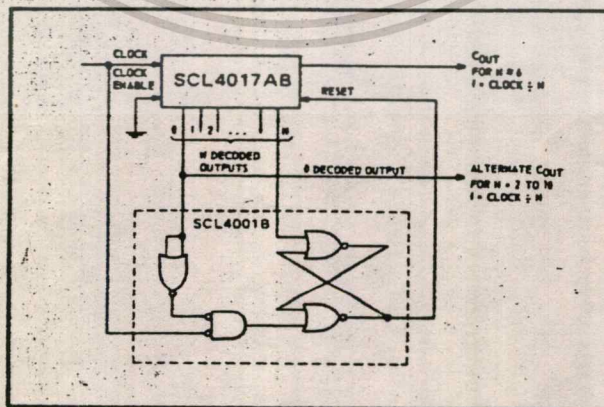 CLOCK
CLOCK
ENABLE
SCL4017AB
COUT
FOR N ≥ 6
f = CLOCK ÷ N
RESET
0 1 2 ... N
N DECODED
OUTPUTS
0 DECODED OUTPUT
ALTERNATE COUT
FOR N = 2 TO 10
f = CLOCK ÷ N
SCL4001B